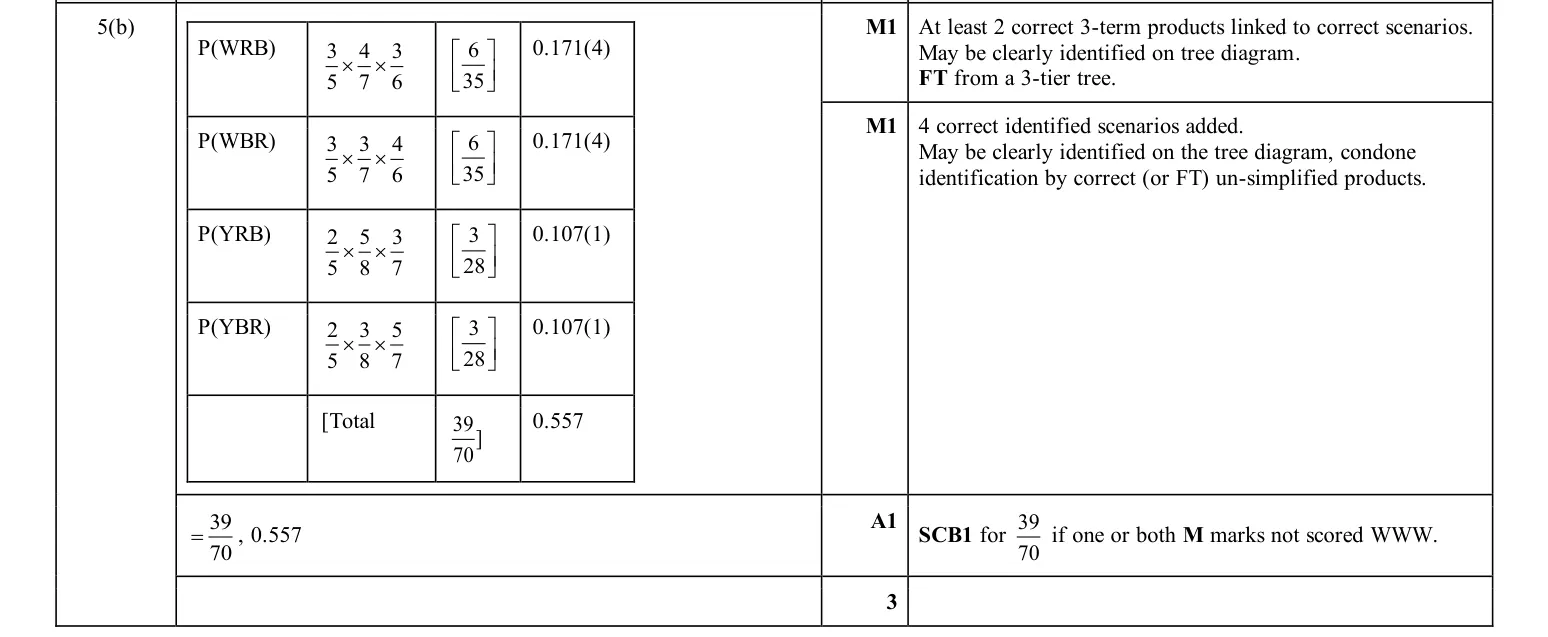 5(b)
P(WRB) 3/5 × 4/7 × 3/6 [6/35] 0.171(4)
P(WBR) 3/5 × 3/7 × 4/6 [6/35] 0.171(4)
P(YRB) 2/5 × 5/8 × 3/7 [3/28] 0.107(1)
P(YBR) 2/5 × 3/8 × 5/7 [3/28] 0.107(1)
[Total 39/70] 0.557
M1 At least 2 correct 3-term products linked to correct scenarios.
May be clearly identified on tree diagram.
FT from a 3-tier tree.
M1 4 correct identified scenarios added.
May be clearly identified on the tree diagram, condone
identification by correct (or FT) un-simplified products.
= 39/70 , 0.557
A1 SCB1 for 39/70 if one or both M marks not scored WWW.
3